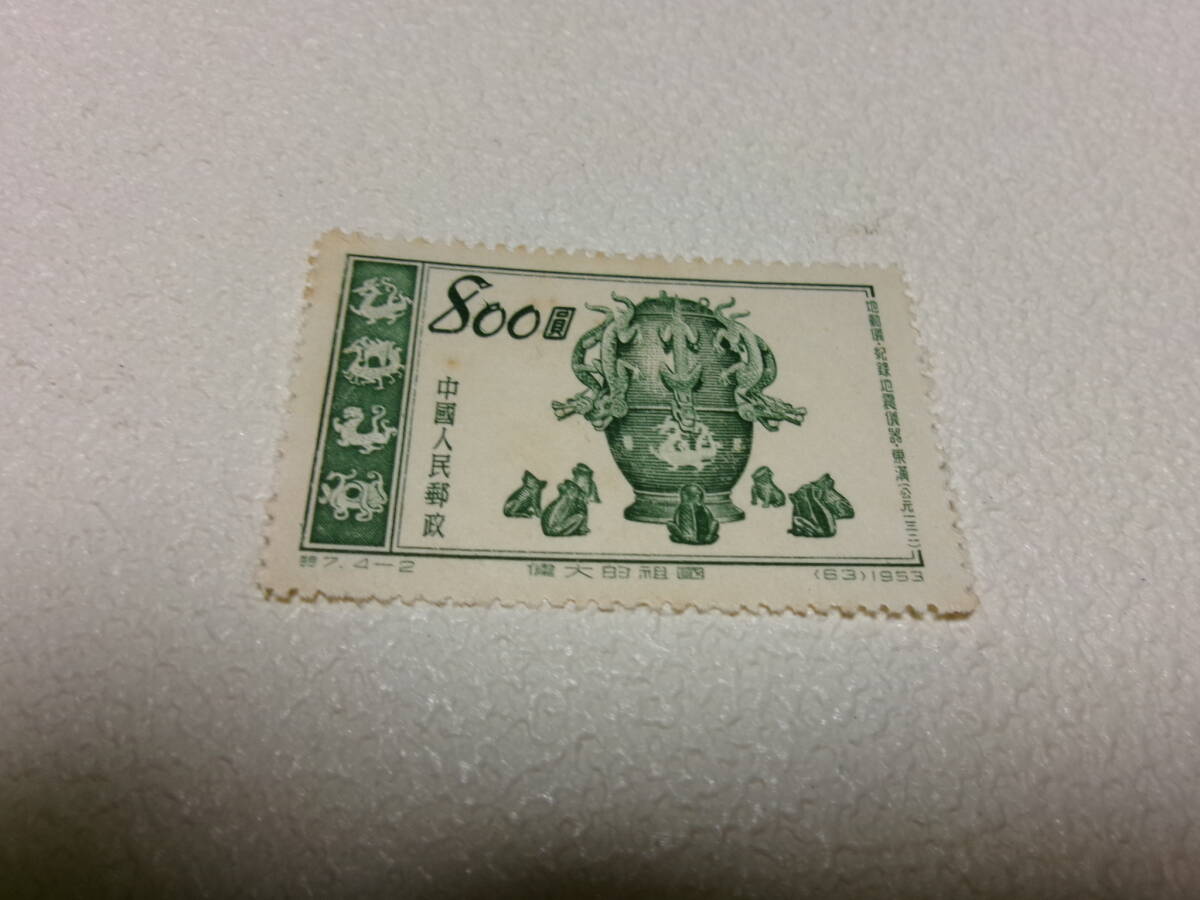 800圓
中國人民郵政
地動儀·紀錄地震儀器·東漢(公元一三二)
特7. 4-2
偉大的祖國
(63)1953